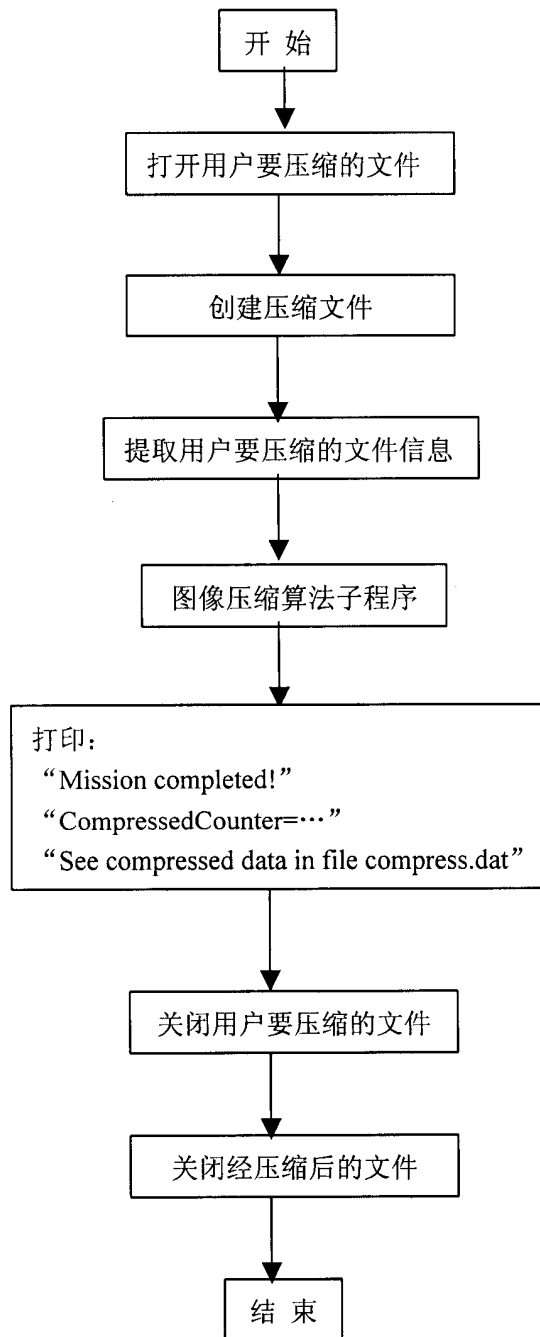 开 始
打开用户要压缩的文件
创建压缩文件
提取用户要压缩的文件信息
图像压缩算法子程序
打印：
“Mission completed!”
“CompressedCounter=⋯”
“See compressed data in file compress.dat”
关闭用户要压缩的文件
关闭经压缩后的文件
结 束